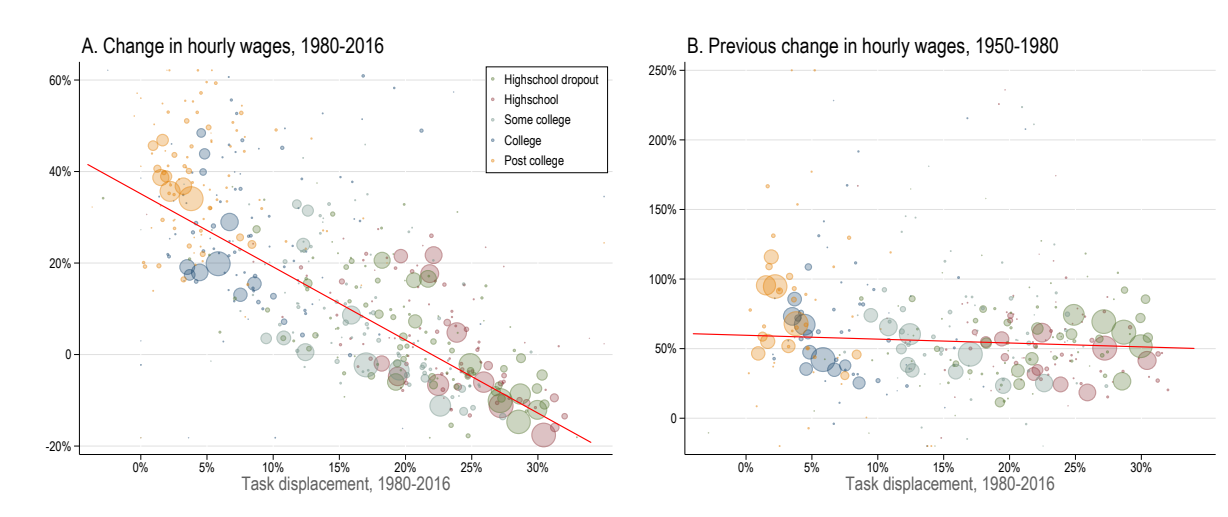 A. Change in hourly wages, 1980-2016
60%
40%
20%
0
-20%
Highschool dropout
Highschool
Some college
College
Post college
0%
5%
10%
15%
20%
25%
30%
Task displacement, 1980-2016
B. Previous change in hourly wages, 1950-1980
250%
200%
150%
100%
50%
0
0%
5%
10%
15%
20%
25%
30%
Task displacement, 1980-2016